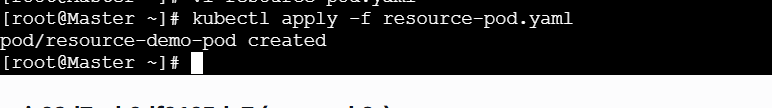 [root@Master ~]# kubectl apply -f resource-pod.yaml
pod/resource-demo-pod created
[root@Master ~]#